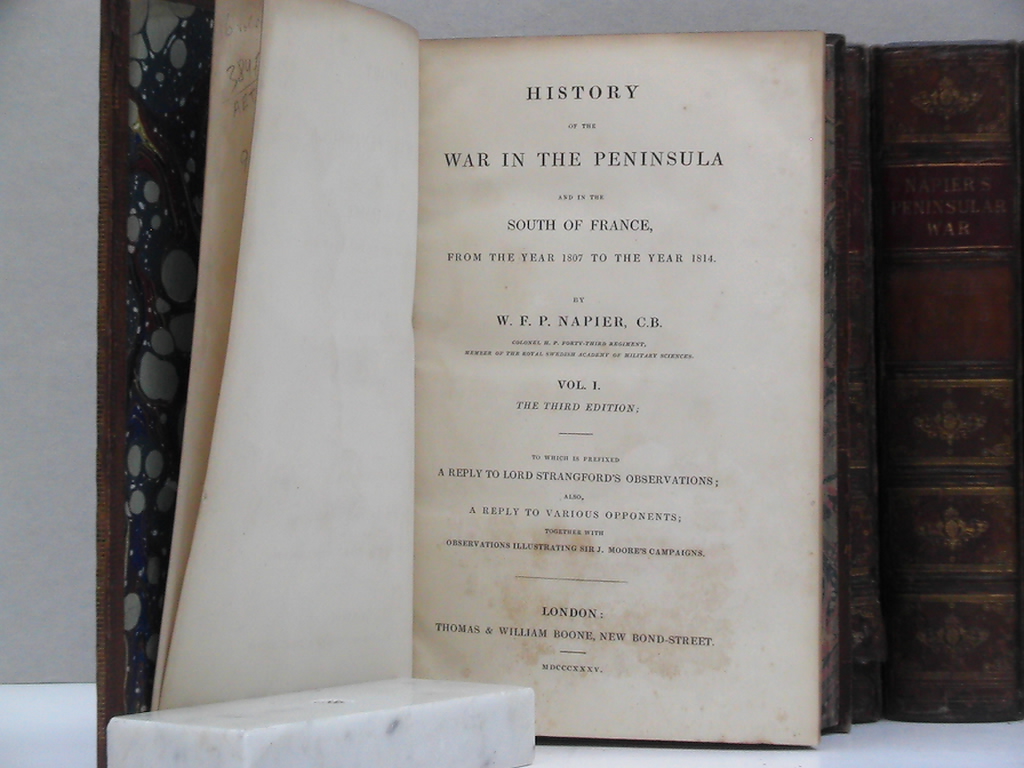 HISTORY
OF THE
WAR IN THE PENINSULA
AND IN THE
SOUTH OF FRANCE,
FROM THE YEAR 1807 TO THE YEAR 1814.
BY
W. F. P. NAPIER, C.B.
COLONEL H. P. FORTY-THIRD REGIMENT,
MEMBER OF THE ROYAL SWEDISH ACADEMY OF MILITARY SCIENCES.
VOL. I.
THE THIRD EDITION;
TO WHICH IS PREFIXED
A REPLY TO LORD STRANGFORD'S OBSERVATIONS;
ALSO,
A REPLY TO VARIOUS OPPONENTS;
TOGETHER WITH
OBSERVATIONS ILLUSTRATING SIR J. MOORE'S CAMPAIGNS.
LONDON:
THOMAS & WILLIAM BOONE, NEW BOND-STREET.
MDCCCXXXV.
NAPIER'S
PENINSULAR
WAR